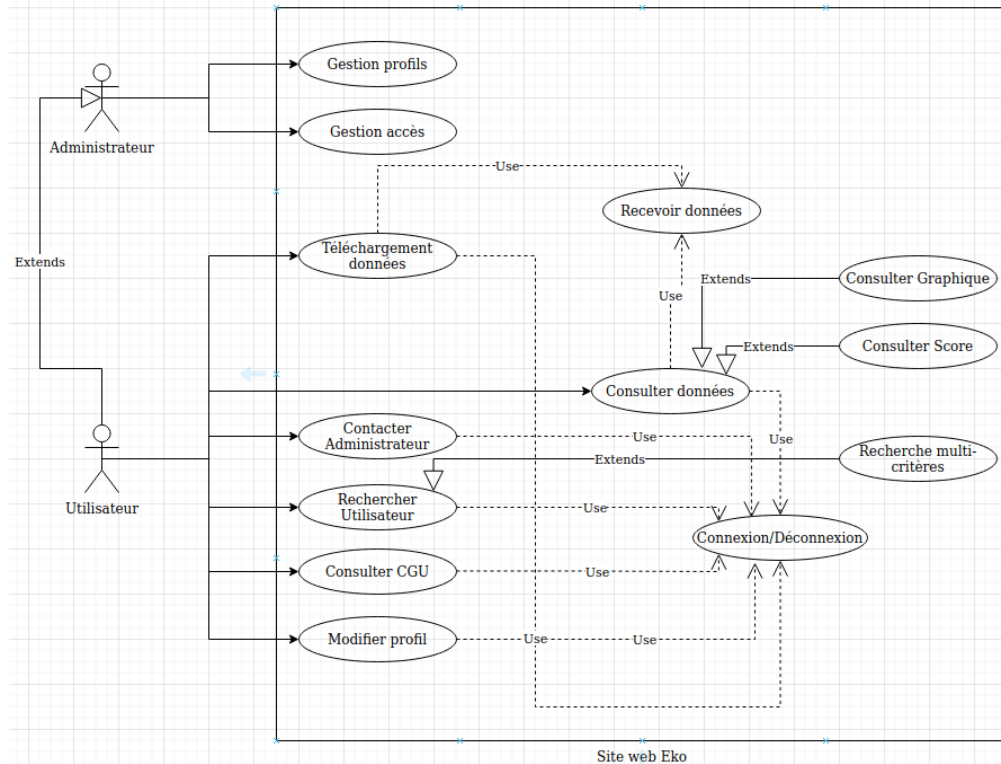 Gestion profils
Administrateur
Gestion accès
Use
Recevoir données
Téléchargement
données
Extends
Extends
Consulter Graphique
Use
Extends
Consulter Score
Consulter données
Contacter
Administrateur
Use
Use
Utilisateur
Extends
Recherche multi-
critères
Rechercher
Utilisateur
Use
Connexion/Déconnexion
Consulter CGU
Use
Modifier profil
Use
Use
Site web Eko